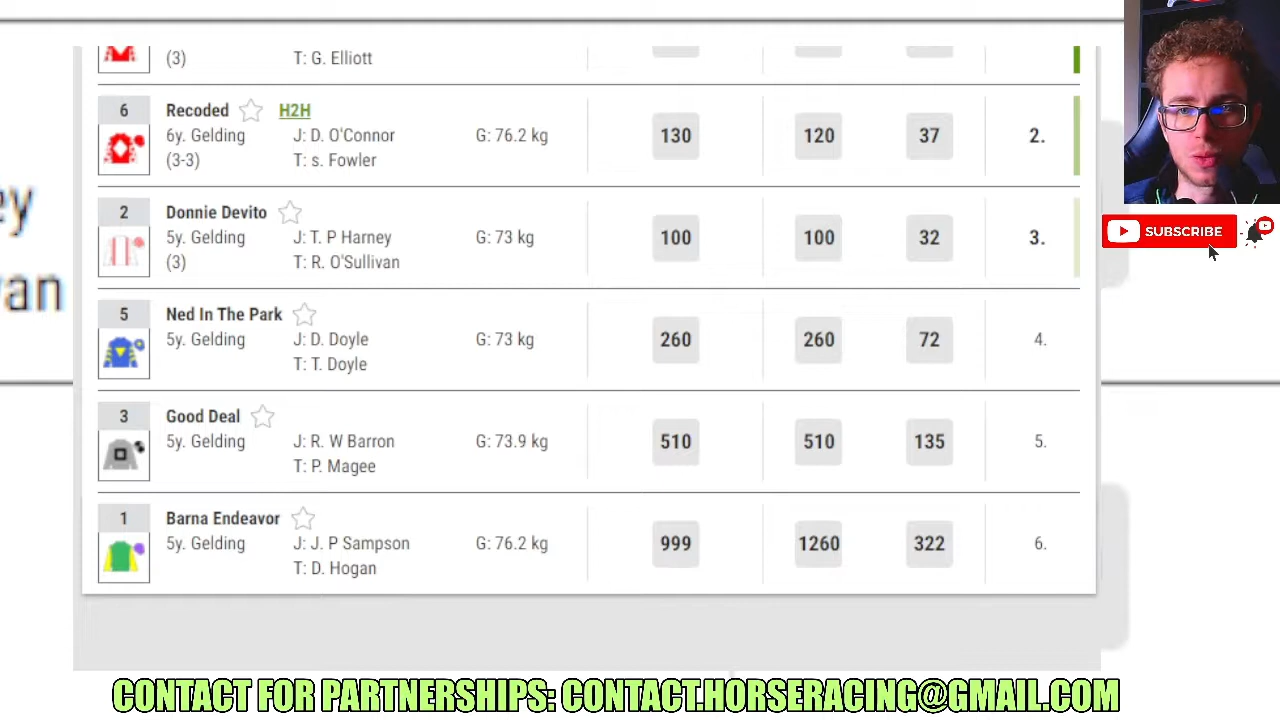 (3) T: G. Elliott
6 Recoded H2H
6y. Gelding J: D. O'Connor G: 76.2 kg 130 120 37 2.
(3-3) T: s. Fowler
2 Donnie Devito
5y. Gelding J: T. P Harney G: 73 kg 100 100 32 3.
(3) T: R. O'Sullivan
5 Ned In The Park
5y. Gelding J: D. Doyle G: 73 kg 260 260 72 4.
T: T. Doyle
3 Good Deal
5y. Gelding J: R. W Barron G: 73.9 kg 510 510 135 5.
T: P. Magee
1 Barna Endeavor
5y. Gelding J: J. P Sampson G: 76.2 kg 999 1260 322 6.
T: D. Hogan
ey
van
SUBSCRIBE
CONTACT FOR PARTNERSHIPS: CONTACT.HORSERACING@GMAIL.COM